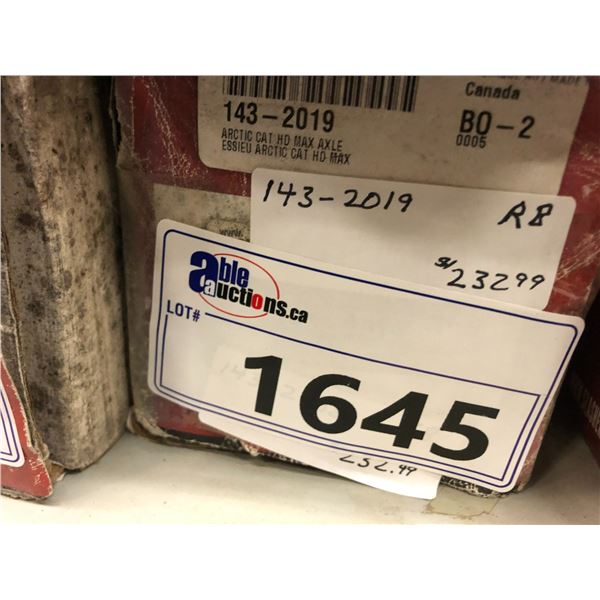 Canada
143-2019 BO-2
ARCTIC CAT HD MAX AXLE 0005
ESSIEU ARCTIC CAT HD MAX
143-2019 R8
23299
www.
able
auctions.ca
LOT#
1645